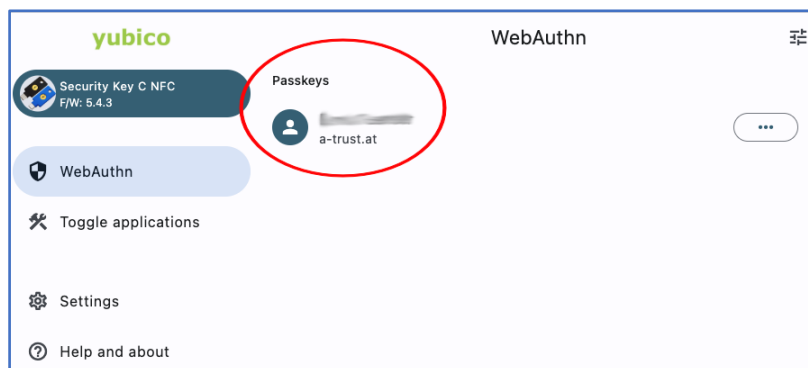 yubico
WebAuthn
Security Key C NFC
F/W: 5.4.3
Passkeys
a-trust.at
WebAuthn
Toggle applications
Settings
Help and about